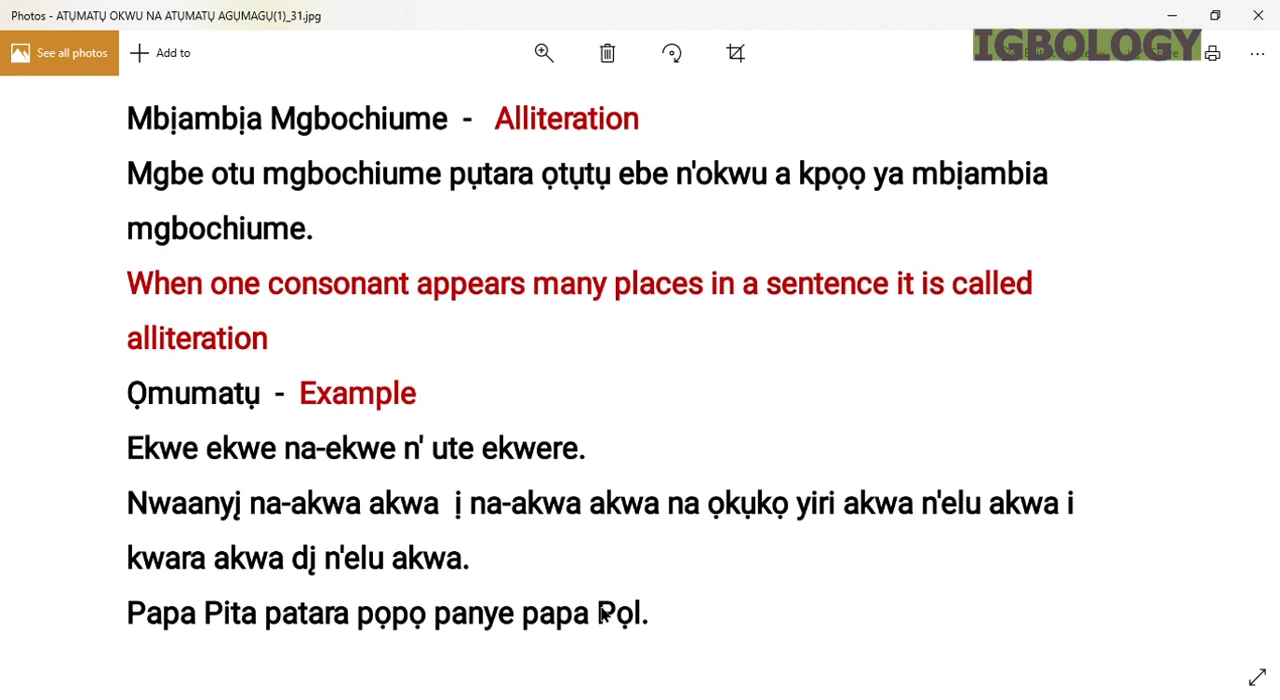 Photos - ATỤMATỤ OKWU NA ATỤMATỤ AGỤMAGỤ(1)_31.jpg
See all photos
Add to
IGBOLOGY
Mbịambịa Mgbochiume - Alliteration
Mgbe otu mgbochiume pụtara ọtụtụ ebe n'okwu a kpọọ ya mbịambia
mgbochiume.
When one consonant appears many places in a sentence it is called
alliteration
Ọmumatụ - Example
Ekwe ekwe na-ekwe n' ute ekwere.
Nwaanyị na-akwa akwa ị na-akwa akwa na ọkụkọ yiri akwa n'elu akwa i
kwara akwa dị n'elu akwa.
Papa Pita patara pọpọ panye papa Pọl.